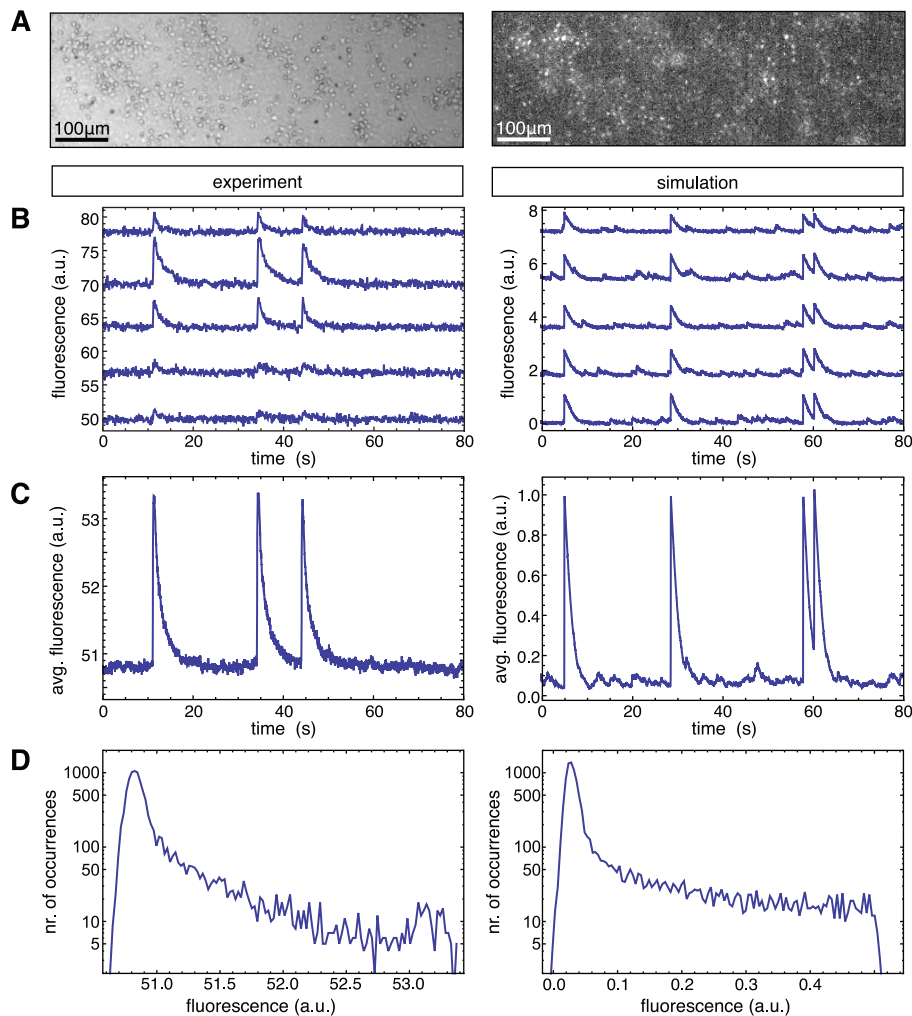 A
100µm
100µm
experiment
simulation
B
fluorescence (a.u.)
80
75
70
65
60
55
50
0 20 40 60 80
time (s)
fluorescence (a.u.)
8
6
4
2
0
0 20 40 60 80
time (s)
C
avg. fluorescence (a.u.)
53
52
51
0 20 40 60 80
time (s)
avg. fluorescence (a.u.)
1.0
0.8
0.6
0.4
0.2
0.0
0 20 40 60 80
time (s)
D
nr. of occurrences
1000
500
100
50
10
5
51.0 51.5 52.0 52.5 53.0
fluorescence (a.u.)
nr. of occurrences
1000
500
100
50
10
5
0.0 0.1 0.2 0.3 0.4
fluorescence (a.u.)